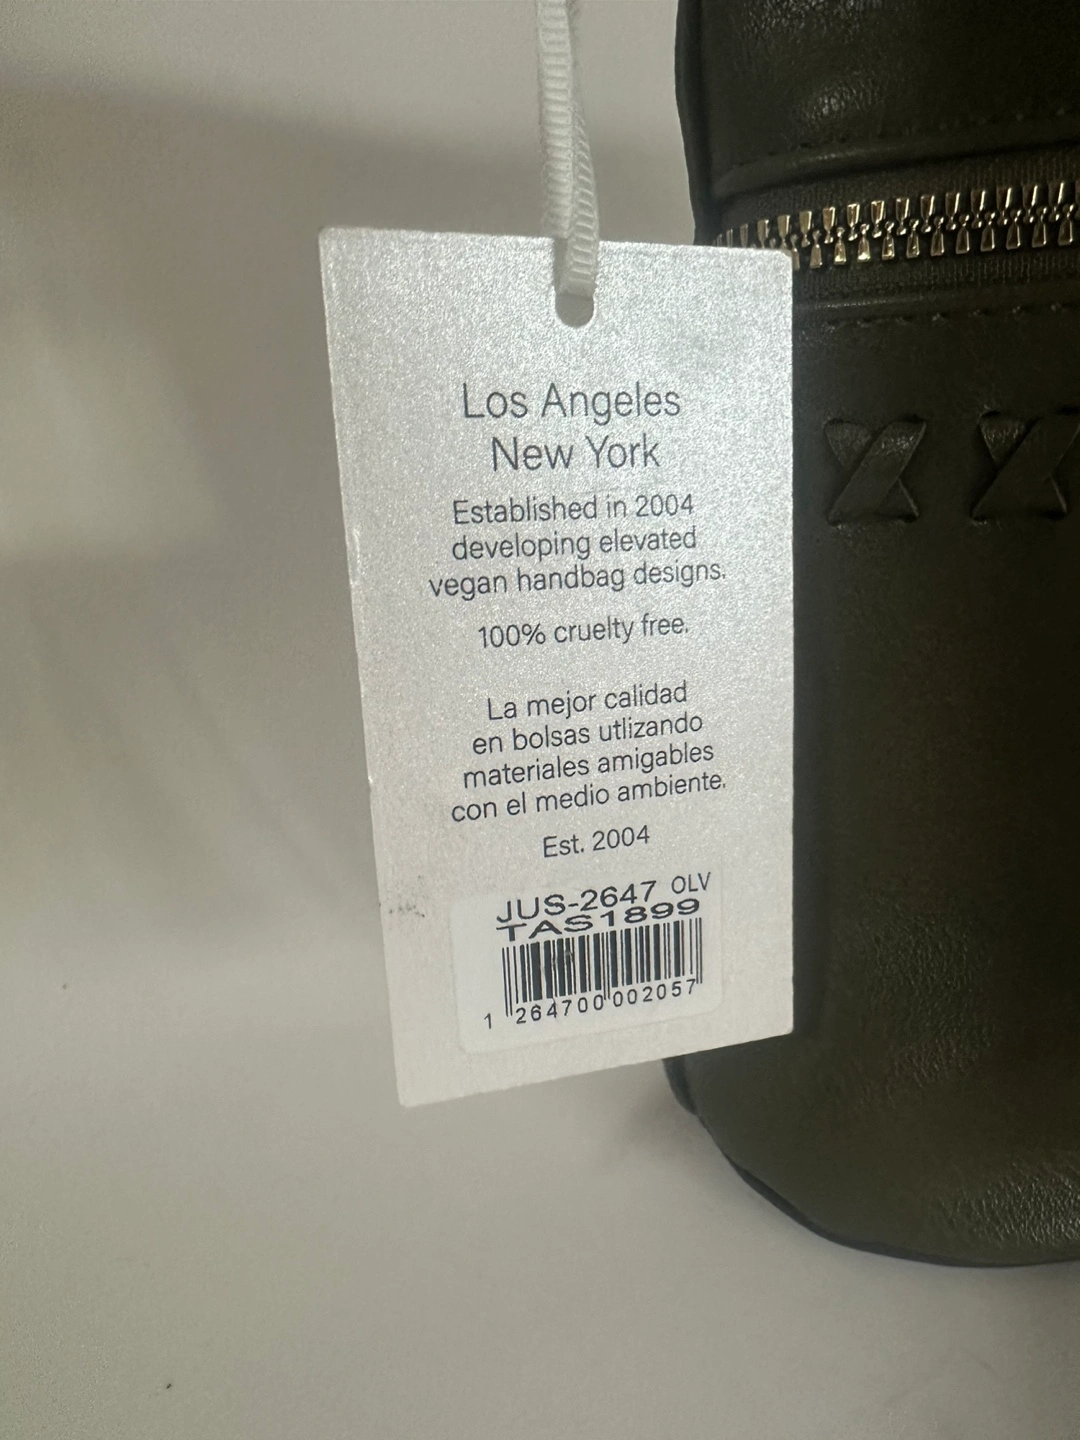 Los Angeles
New York
Established in 2004
developing elevated
vegan handbag designs.
100% cruelty free.
La mejor calidad
en bolsas utlizando
materiales amigables
con el medio ambiente.
Est. 2004
JUS-2647 OLV
TAS1899
1 264700 002057